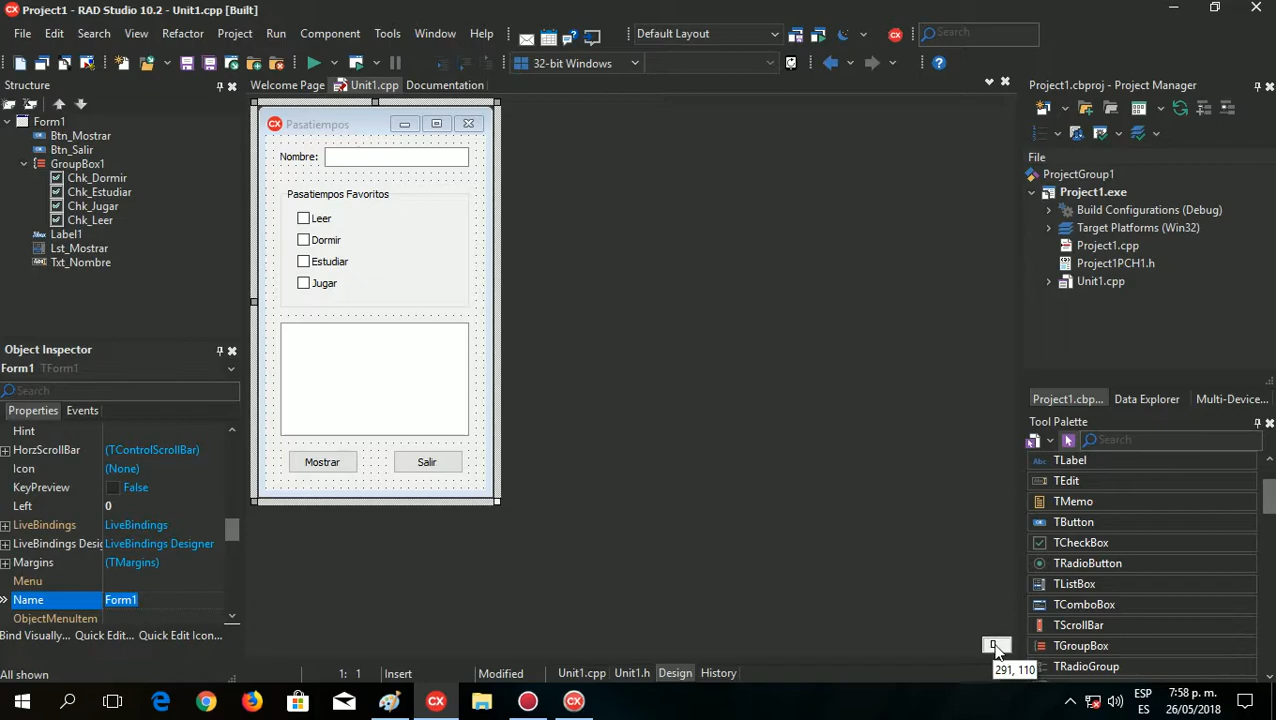 Project1 - RAD Studio 10.2 - Unit1.cpp [Built]
File Edit Search View Refactor Project Run Component Tools Window Help
Default Layout
Search
32-bit Windows
Structure
Form1
Btn_Mostrar
Btn_Salir
GroupBox1
Chk_Dormir
Chk_Estudiar
Chk_Jugar
Chk_Leer
Label1
Lst_Mostrar
Txt_Nombre
Object Inspector
Form1 TForm1
Search
Properties Events
Hint
HorzScrollBar (TControlScrollBar)
Icon (None)
KeyPreview False
Left 0
LiveBindings LiveBindings
LiveBindings Desig LiveBindings Designer
Margins (TMargins)
Menu
Name Form1
ObjectMenuItem
Bind Visually... Quick Edit... Quick Edit Icon...
All shown
Welcome Page Unit1.cpp Documentation
Pasatiempos
Nombre:
Pasatiempos Favoritos
Leer
Dormir
Estudiar
Jugar
Mostrar Salir
291, 110
1: 1 Insert Modified Unit1.cpp Unit1.h Design History
Project1.cbproj - Project Manager
File
ProjectGroup1
Project1.exe
Build Configurations (Debug)
Target Platforms (Win32)
Project1.cpp
Project1PCH1.h
Unit1.cpp
Project1.cbp... Data Explorer Multi-Device...
Tool Palette
Search
TLabel
TEdit
TMemo
TButton
TCheckBox
TRadioButton
TListBox
TComboBox
TScrollBar
TGroupBox
TRadioGroup
ESP
ES
7:58 p. m.
26/05/2018